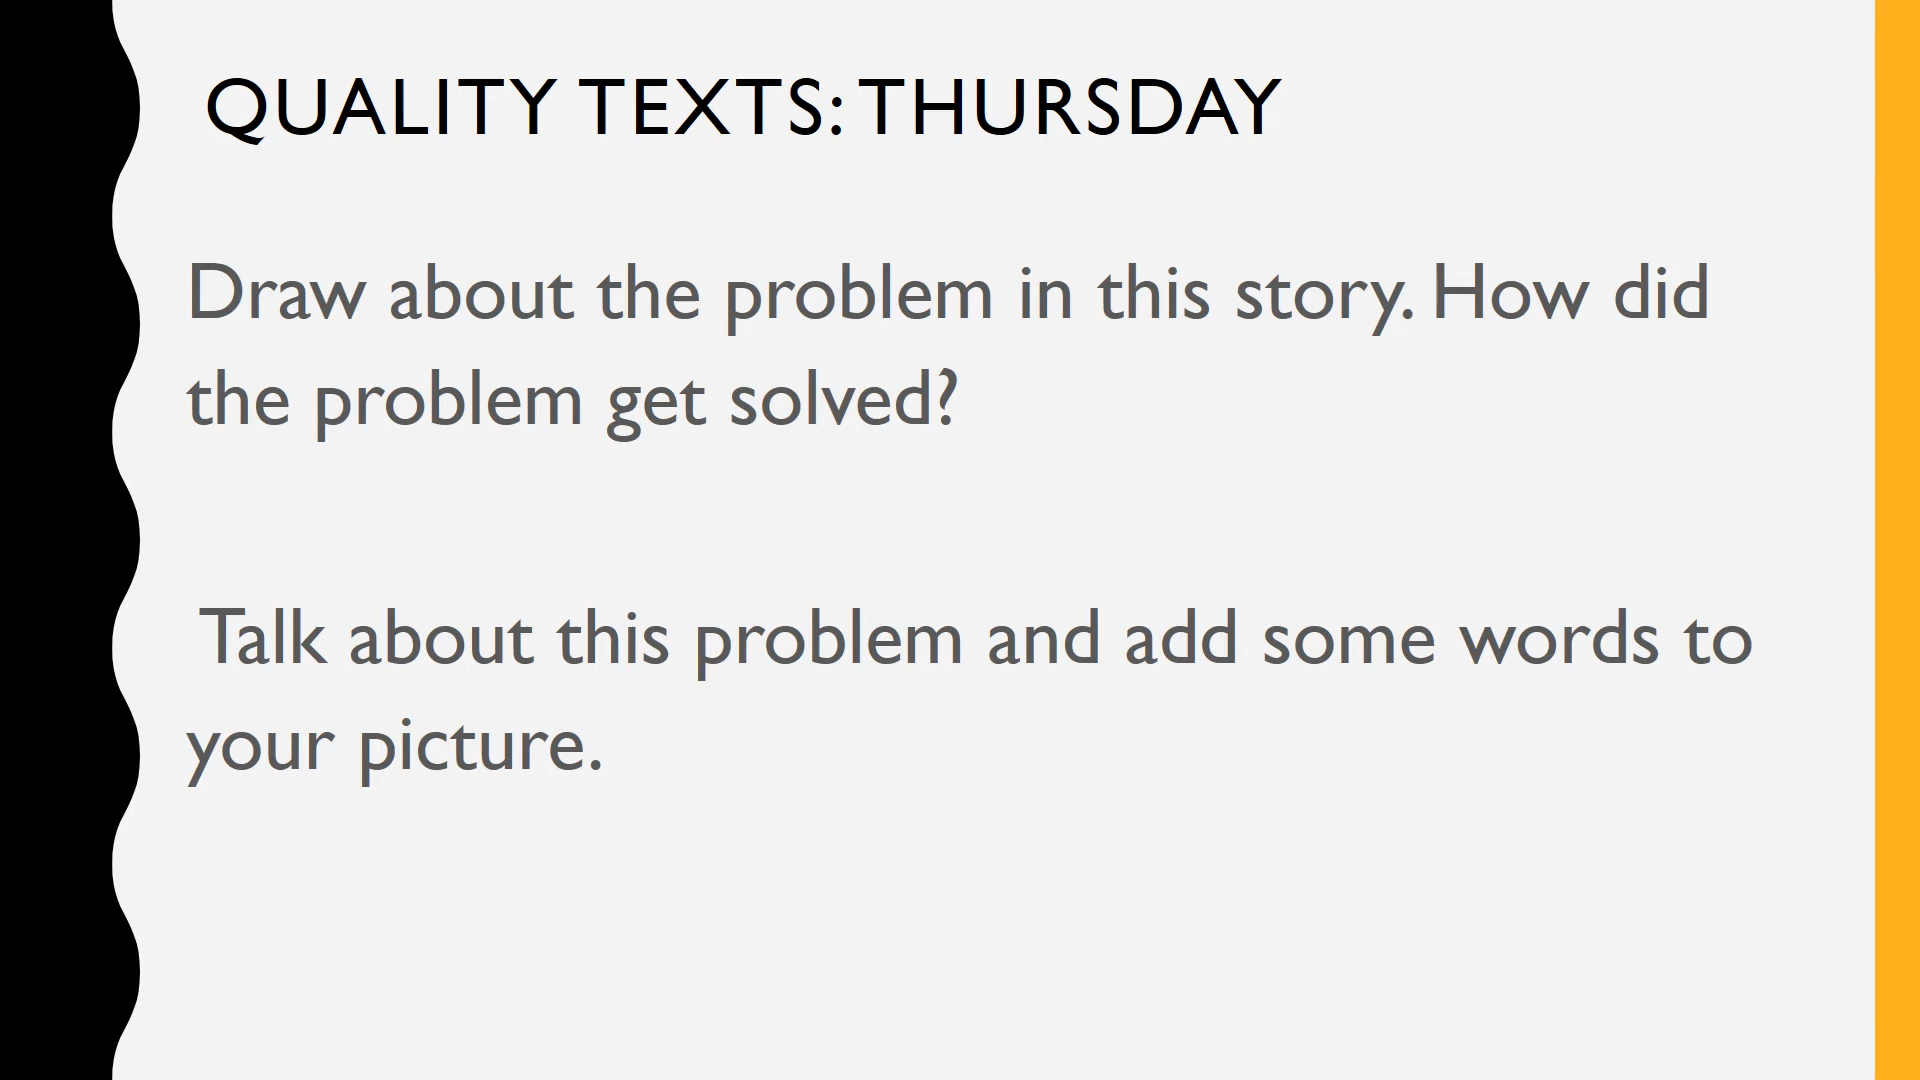 QUALITY TEXTS: THURSDAY
Draw about the problem in this story. How did
the problem get solved?
Talk about this problem and add some words to
your picture.